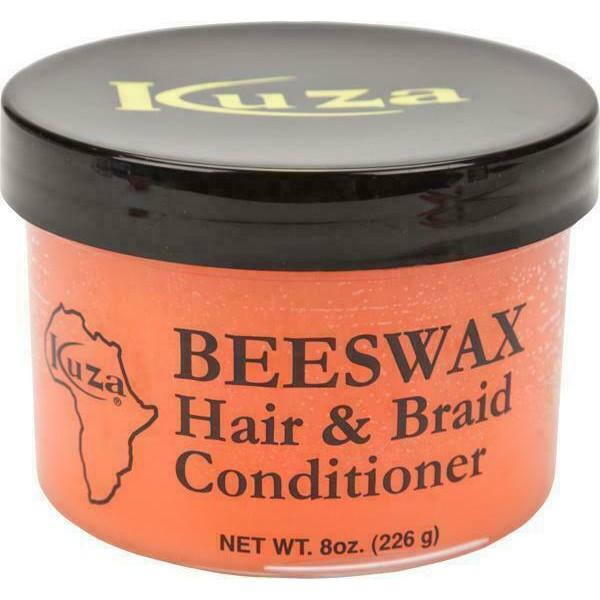 Kuza
Kuza®
BEESWAX
Hair & Braid
Conditioner
NET WT. 8oz. (226 g)